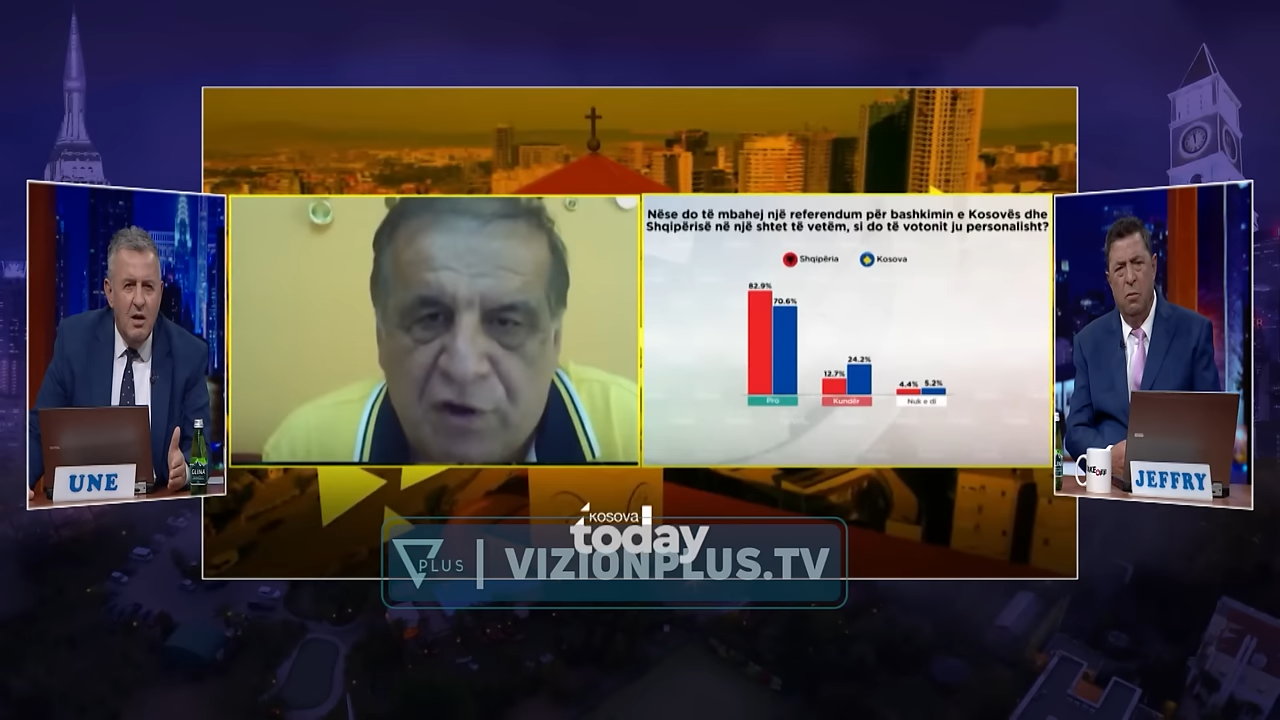 Nëse do të mbahej një referendum për bashkimin e Kosovës dhe
Shqipërisë në një shtet të vetëm, si do të votonit ju personalisht?
Shqipëria
Kosova
82.9%
70.6%
12.7%
24.2%
4.4%
5.2%
Pro
Kundër
Nuk e di
UNE
GLINA
JEFFRY
kosova
today
PLUS
VIZIONPLUS.TV